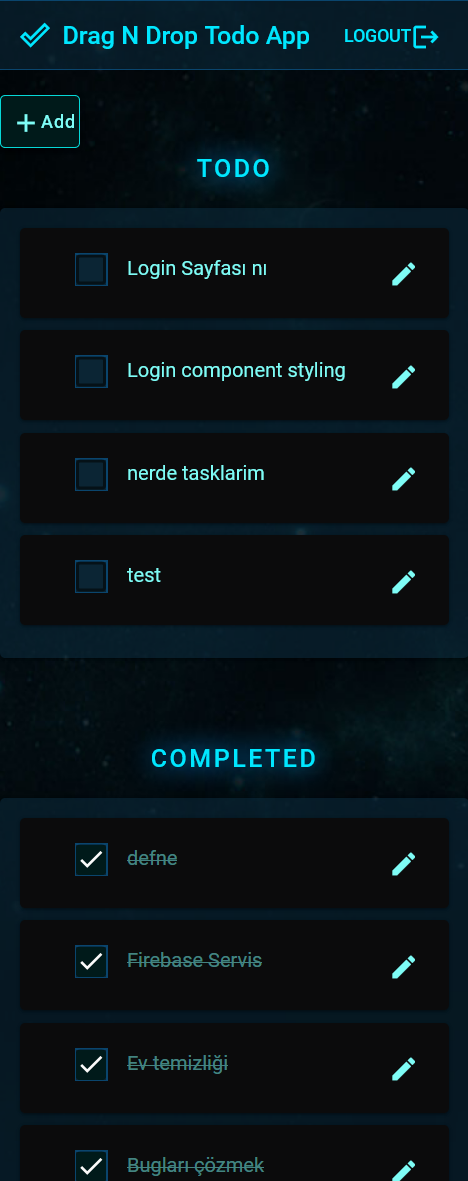 Drag N Drop Todo App
LOGOUT
Add
TODO
Login Sayfası nı
Login component styling
nerde tasklarim
test
COMPLETED
defne
Firebase Servis
Ev temizliği
Bugları çözmek